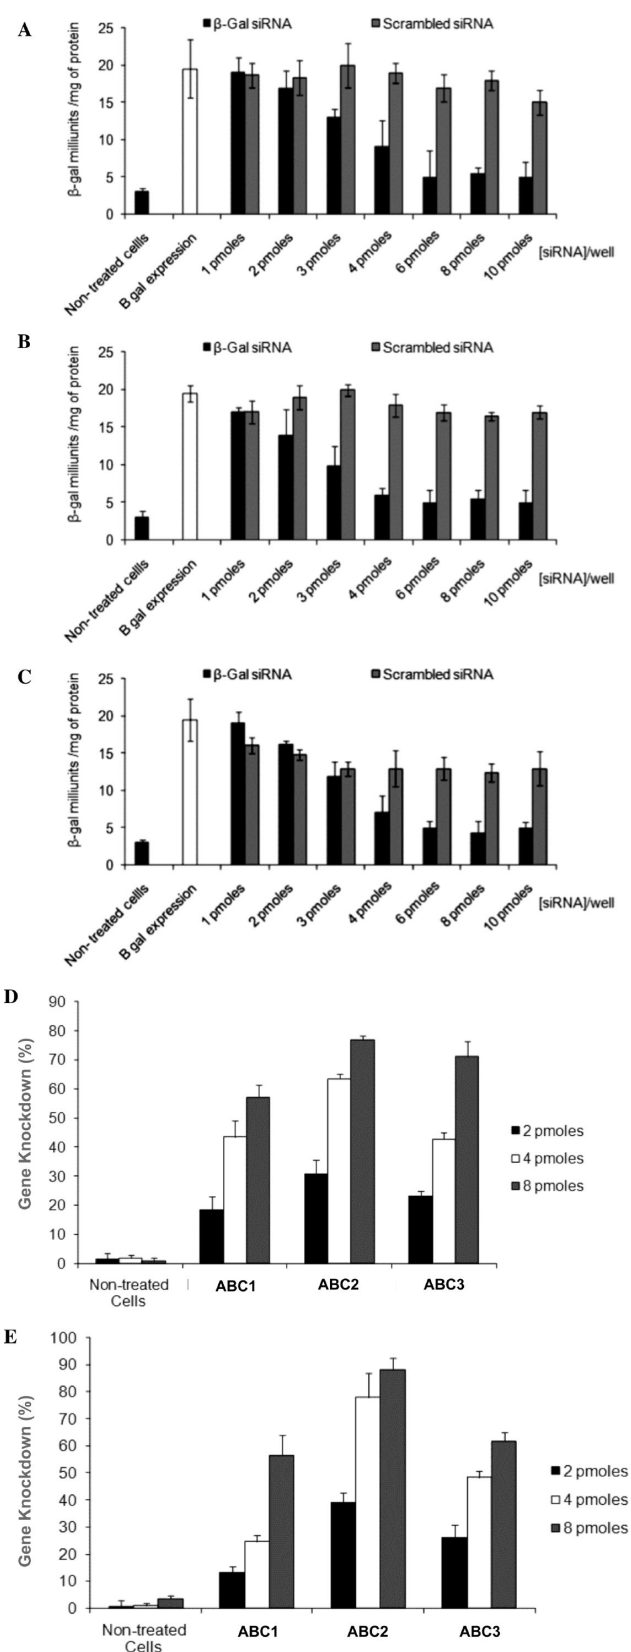 A
β-Gal siRNA Scrambled siRNA
β-gal milliunits /mg of protein
25
20
15
10
5
0
Non- treated cellls
B gal expression
1 pmoles
2 pmoles
3 pmoles
4 pmoles
6 pmoles
8 pmoles
10 pmoles
[siRNA]/well
B
β-Gal siRNA Scrambled siRNA
β-gal milliunits /mg of protein
25
20
15
10
5
0
Non- treated cellls
B gal expression
1 pmoles
2 pmoles
3 pmoles
4 pmoles
6 pmoles
8 pmoles
10 pmoles
[siRNA]/well
C
β-Gal siRNA Scrambled siRNA
β-gal milliunits /mg of protein
25
20
15
10
5
0
Non- treated cells
B gal expression
1 pmoles
2 pmoles
3 pmoles
4 pmoles
6 pmoles
8 pmoles
10 pmoles
[siRNA]/well
D
Gene Knockdown (%)
90
80
70
60
50
40
30
20
10
0
2 pmoles
4 pmoles
8 pmoles
Non-treated
Cells
ABC1 ABC2 ABC3
E
Gene Knockdown (%)
100
90
80
70
60
50
40
30
20
10
0
2 pmoles
4 pmoles
8 pmoles
Non-treated
Cells
ABC1 ABC2 ABC3